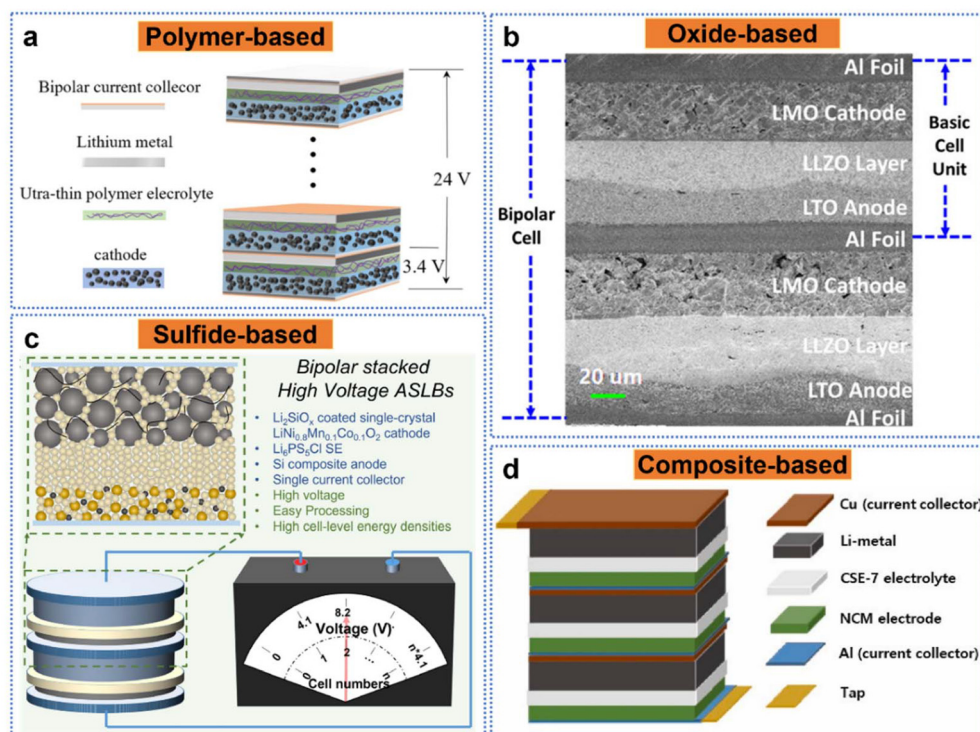 a
Polymer-based
Bipolar current collecor
Lithium metal
Utra-thin polymer elecrolyte
cathode
24 V
3.4 V
b
Oxide-based
Al Foil
LMO Cathode
LLZO Layer
LTO Anode
Al Foil
LMO Cathode
LLZO Layer
LTO Anode
Al Foil
20 um
Bipolar
Cell
Basic
Cell
Unit
c
Sulfide-based
Bipolar stacked
High Voltage ASLBs
• Li₂SiOₓ coated single-crystal
LiNi₀.₈Mn₀.₁Co₀.₁O₂ cathode
• Li₆PS₅Cl SE
• Si composite anode
• Single current collector
• High voltage
• Easy Processing
• High cell-level energy densities
0
4.1
8.2
...
n*4.1
Voltage (V)
0
1
2
...
n
Cell numbers
d
Composite-based
Cu (current collector)
Li-metal
CSE-7 electrolyte
NCM electrode
Al (current collector)
Tap